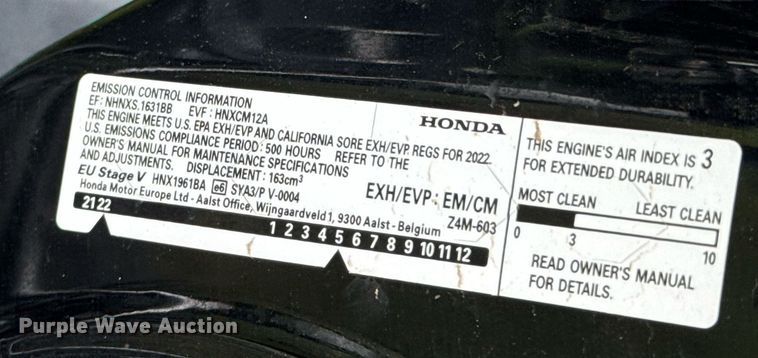 EMISSION CONTROL INFORMATION
EF: NHNXS.1631BB EVF: HNXCM12A
THIS ENGINE MEETS U.S. EPA EXH/EVP AND CALIFORNIA SORE EXH/EVP REGS FOR 2022.
U.S. EMISSIONS COMPLIANCE PERIOD: 500 HOURS REFER TO THE
OWNER'S MANUAL FOR MAINTENANCE SPECIFICATIONS
AND ADJUSTMENTS. DISPLACEMENT: 163cm³
EU Stage V HNX1961BA e6 SYA3/P V-0004
Honda Motor Europe Ltd - Aalst Office, Wijngaardveld 1, 9300 Aalst - Belgium
HONDA
EXH/EVP: EM/CM
Z4M-603
21 22
1 2 3 4 5 6 7 8 9 10 11 12
THIS ENGINE'S AIR INDEX IS 3
FOR EXTENDED DURABILITY.
MOST CLEAN LEAST CLEAN
0 3 10
READ OWNER'S MANUAL
FOR DETAILS.
Purple Wave Auction